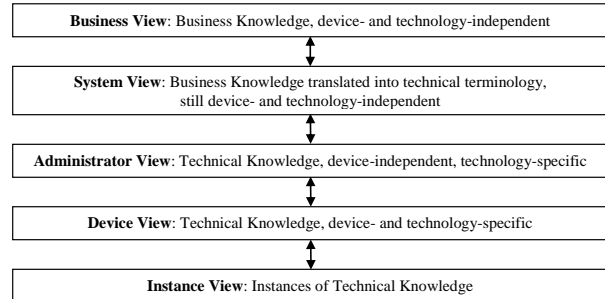 Business View: Business Knowledge, device- and technology-independent
System View: Business Knowledge translated into technical terminology,
still device- and technology-independent
Administrator View: Technical Knowledge, device-independent, technology-specific
Device View: Technical Knowledge, device- and technology-specific
Instance View: Instances of Technical Knowledge